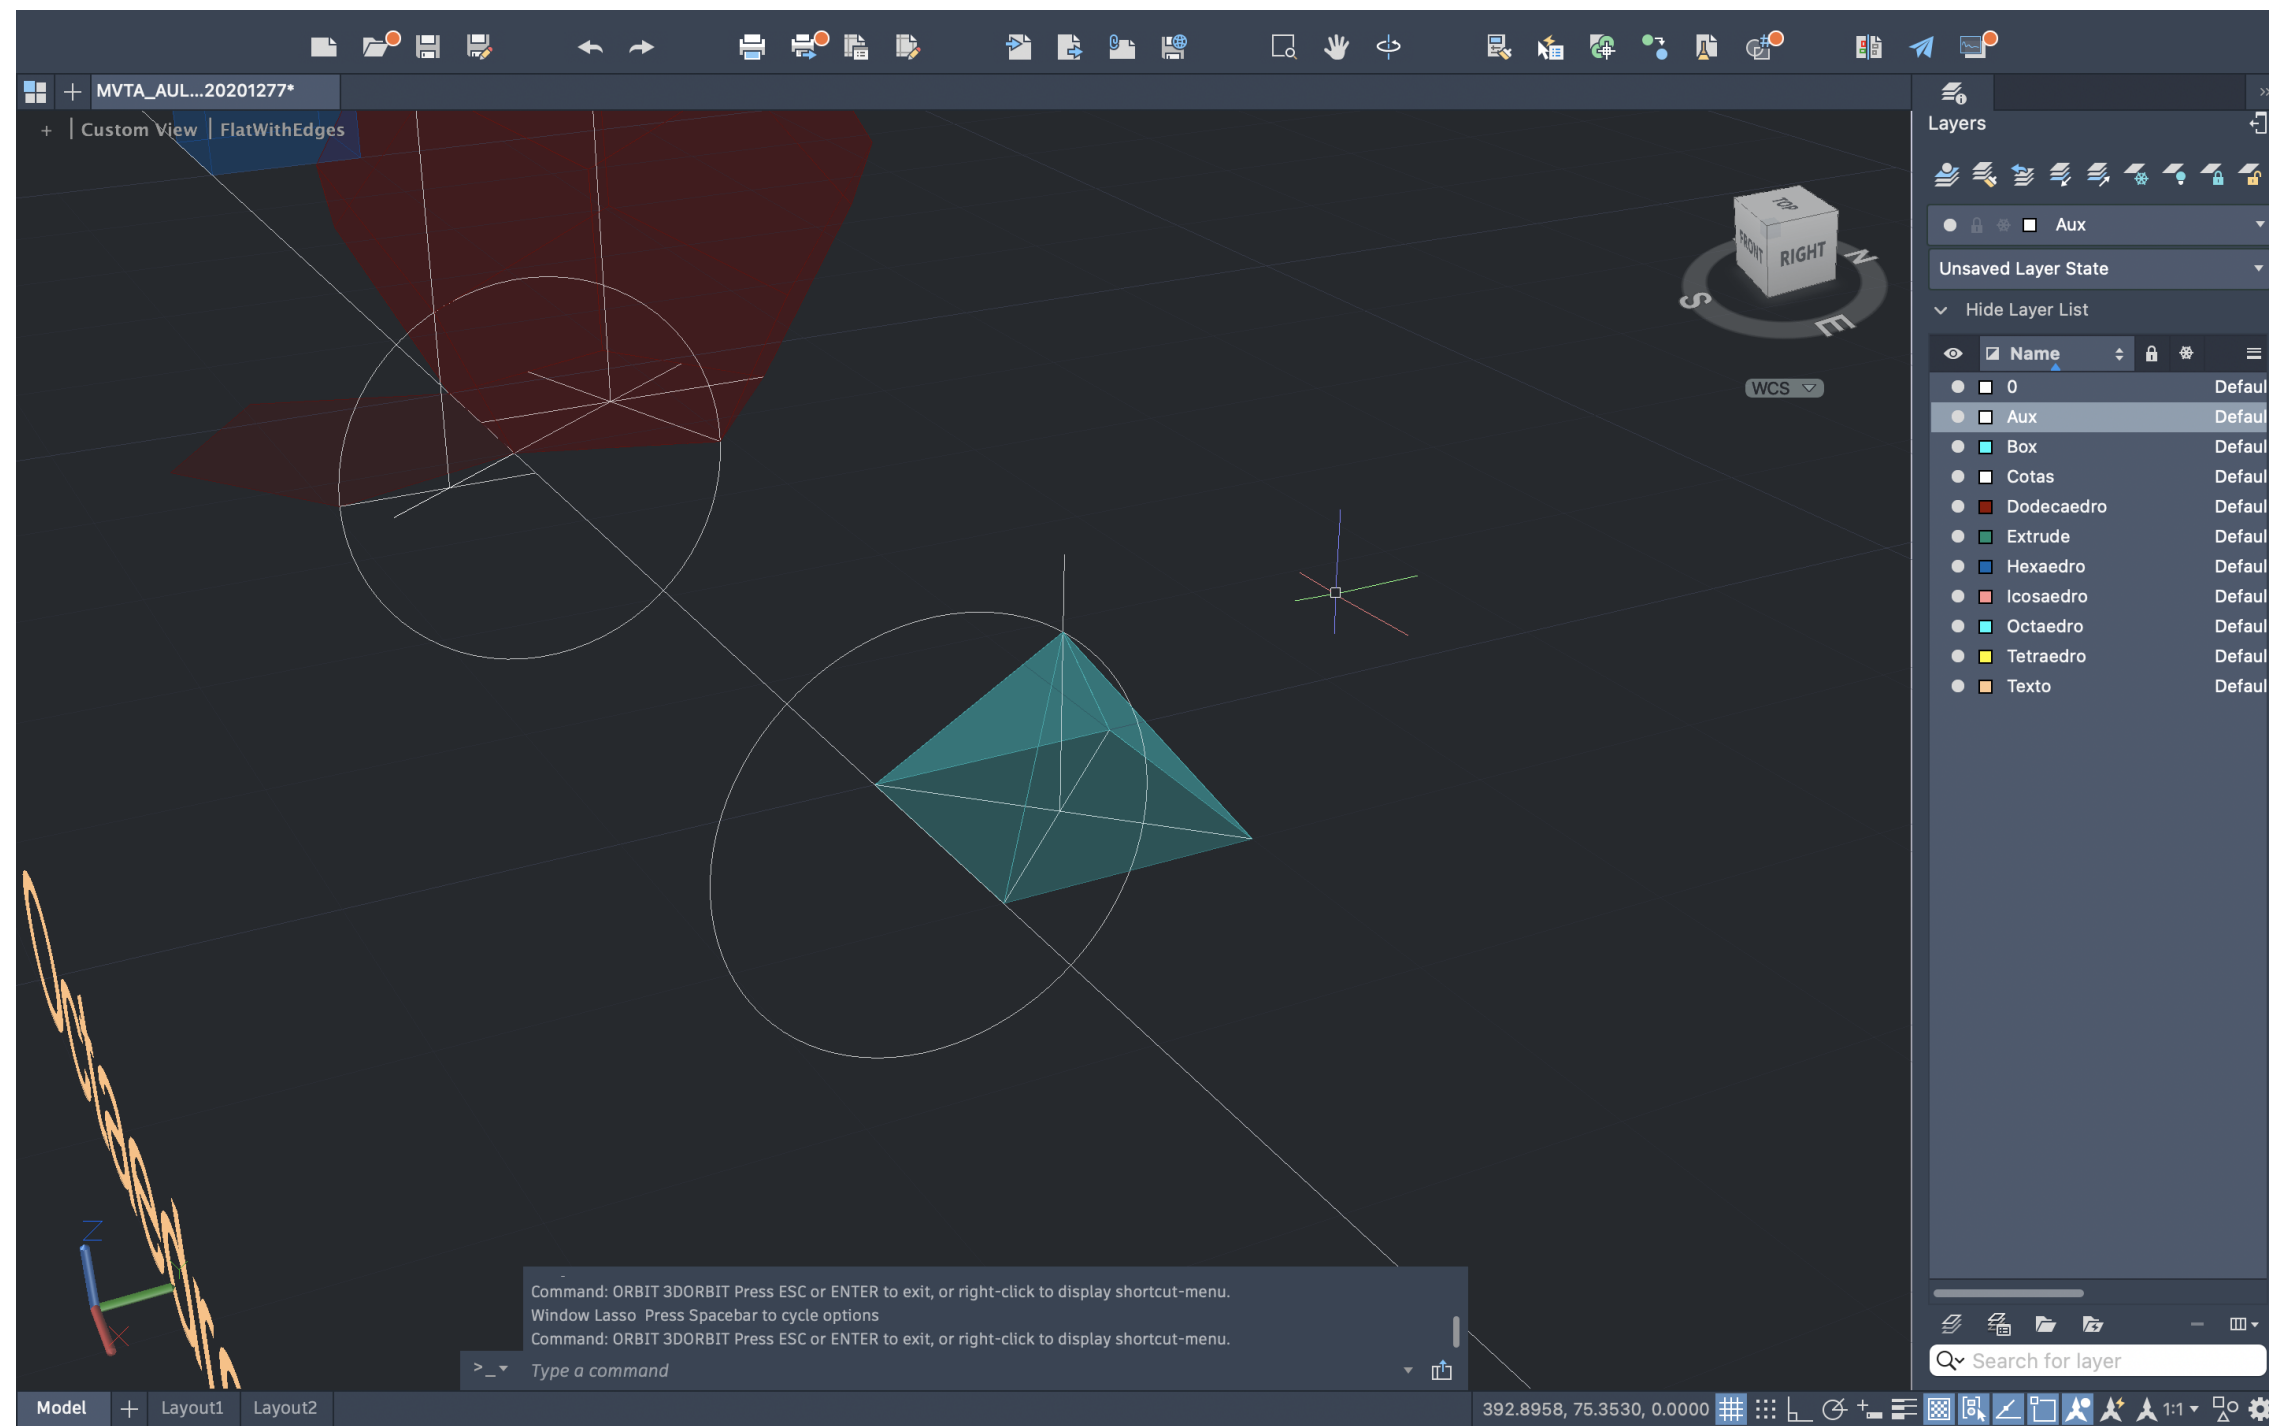 MVTA_AUL...20201277*
+ | Custom View | FlatWithEdges
TOP
FRONT
RIGHT
N
S
E
WCS
Layers
Aux
Unsaved Layer State
Hide Layer List
Name
0 Defaul
Aux Defaul
Box Defaul
Cotas Defaul
Dodecaedro Defaul
Extrude Defaul
Hexaedro Defaul
Icosaedro Defaul
Octaedro Defaul
Tetraedro Defaul
Texto Defaul
Z
Y
X
Command: ORBIT 3DORBIT Press ESC or ENTER to exit, or right-click to display shortcut-menu.
Window Lasso  Press Spacebar to cycle options
Command: ORBIT 3DORBIT Press ESC or ENTER to exit, or right-click to display shortcut-menu.
>_ Type a command
Search for layer
Model + Layout1 Layout2
392.8958, 75.3530, 0.0000 1:1